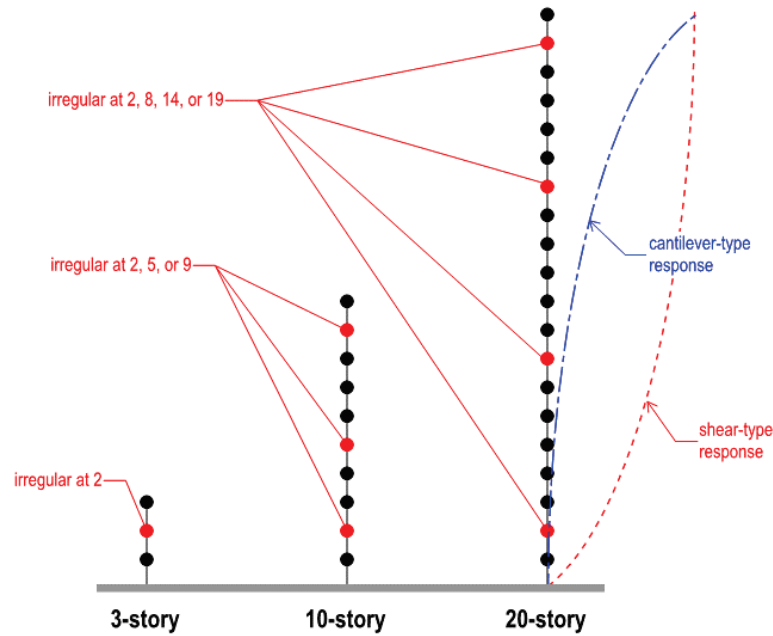 irregular at 2, 8, 14, or 19
cantilever-type
response
irregular at 2, 5, or 9
shear-type
response
irregular at 2
3-story
10-story
20-story